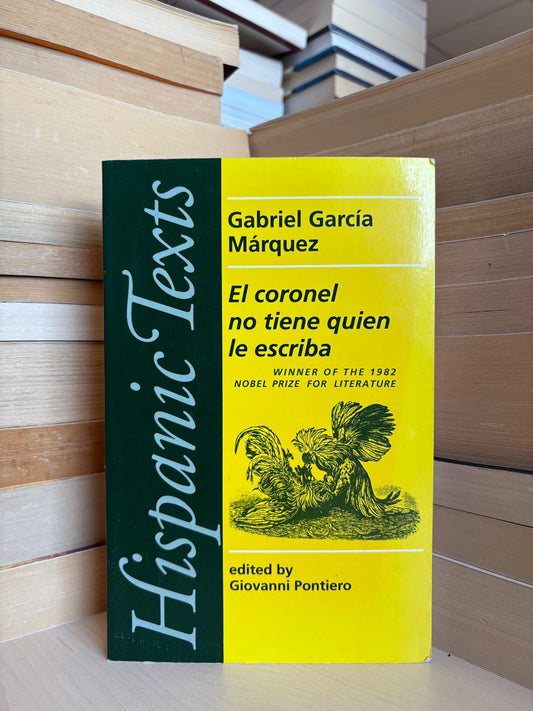 Hispanic Texts
Gabriel García
Márquez
El coronel
no tiene quien
le escriba
WINNER OF THE 1982
NOBEL PRIZE FOR LITERATURE
edited by
Giovanni Pontiero